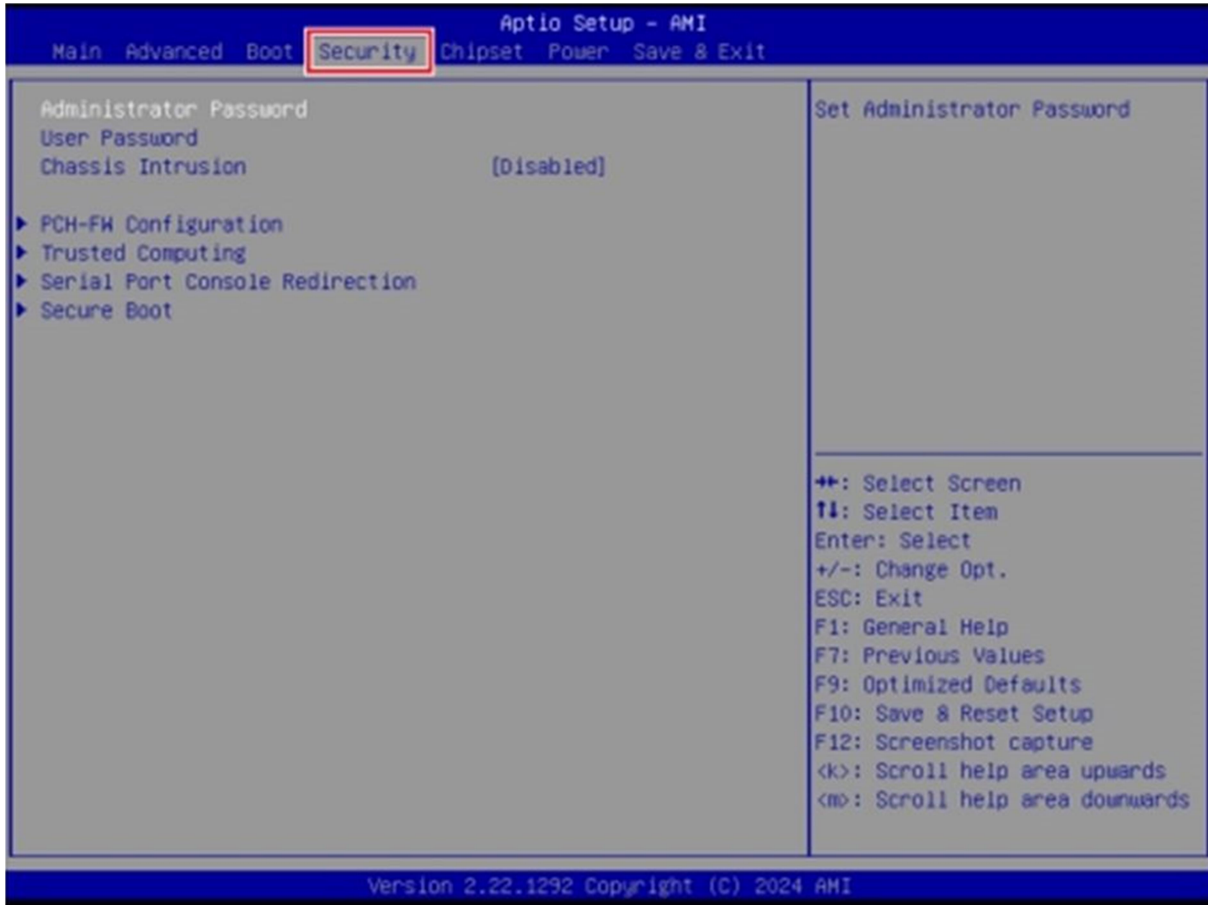 Aptio Setup - AMI
Main Advanced Boot Security Chipset Power Save & Exit
Administrator Password
User Password
Chassis Intrusion [Disabled]
▶ PCH-FW Configuration
▶ Trusted Computing
▶ Serial Port Console Redirection
▶ Secure Boot
Set Administrator Password
→←: Select Screen
↑↓: Select Item
Enter: Select
+/-: Change Opt.
ESC: Exit
F1: General Help
F7: Previous Values
F9: Optimized Defaults
F10: Save & Reset Setup
F12: Screenshot capture
<k>: Scroll help area upwards
<m>: Scroll help area downwards
Version 2.22.1292 Copyright (C) 2024 AMI